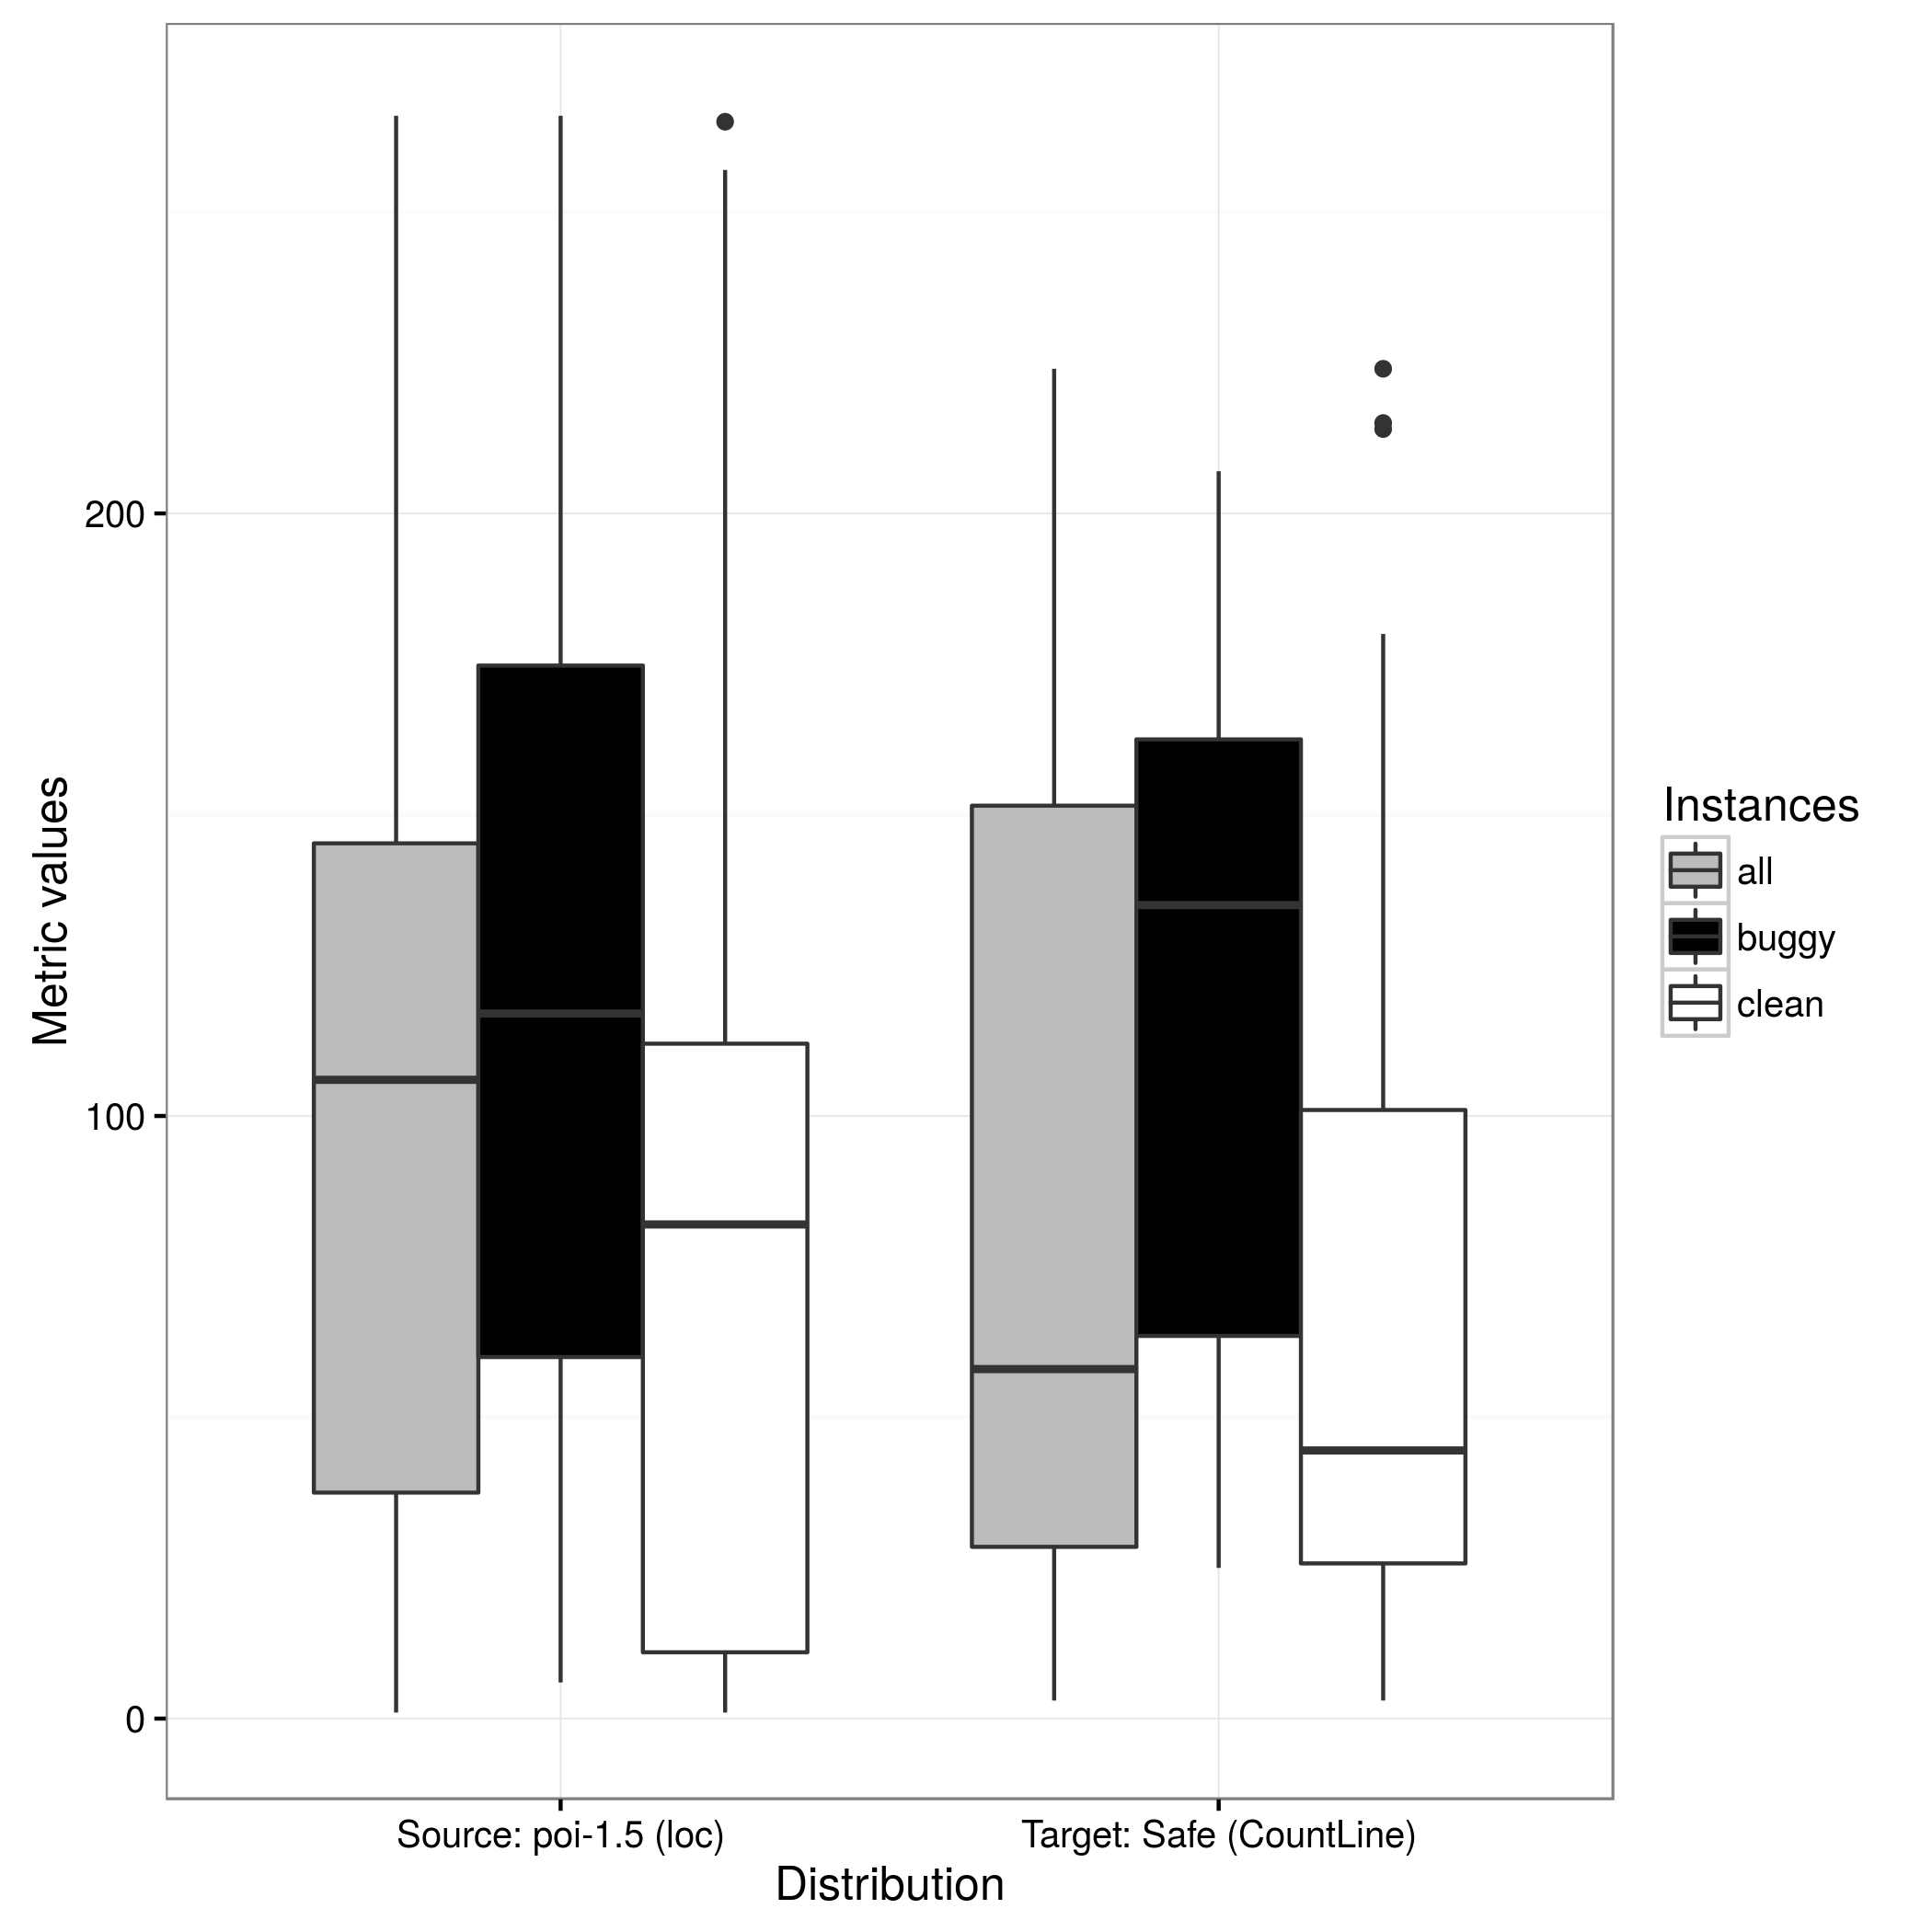 Metric values
200
100
0
Source: poi-1.5 (loc)
Target: Safe (CountLine)
Distribution
Instances
all
buggy
clean